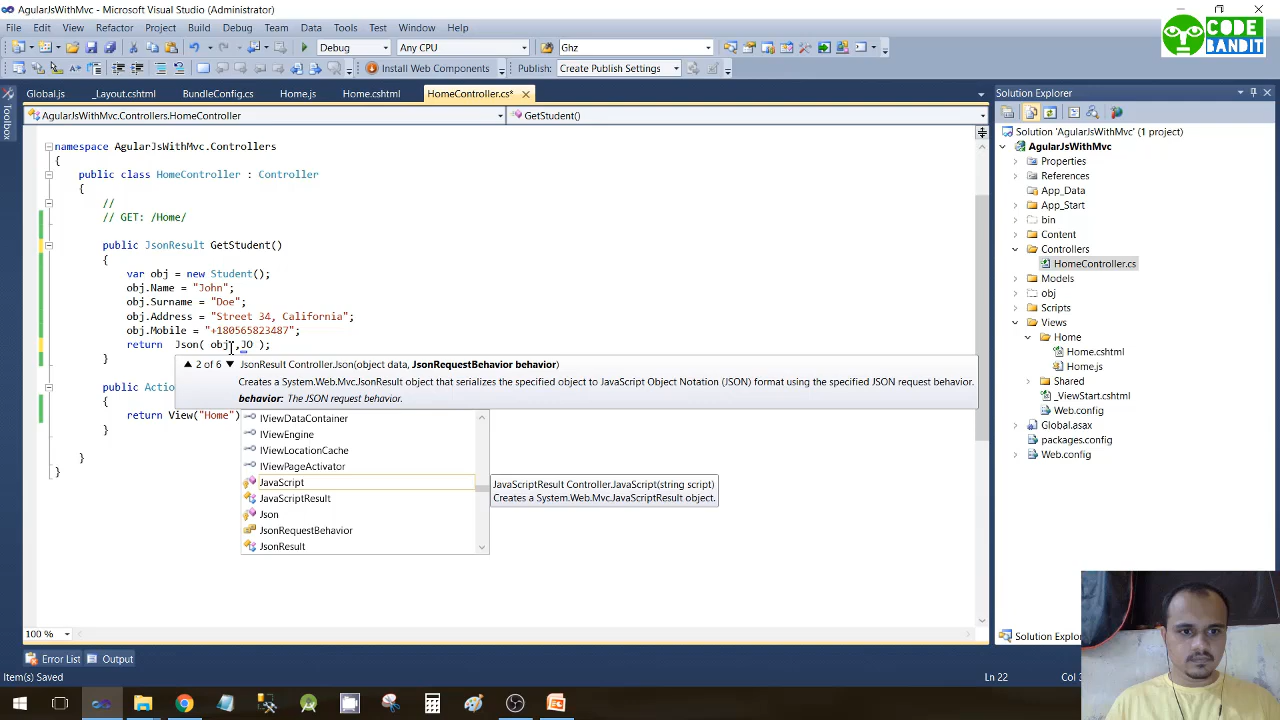 AgularJsWithMvc - Microsoft Visual Studio (Administrator)
File Edit View Refactor Project Build Debug Team Data Tools Test Window Help
CODE
BANDIT
Debug Any CPU Ghz
Install Web Components Publish: Create Publish Settings
Global.js _Layout.cshtml BundleConfig.cs Home.js Home.cshtml HomeController.cs*
AgularJsWithMvc.Controllers.HomeController GetStudent()
Toolbox
namespace AgularJsWithMvc.Controllers
{
public class HomeController : Controller
{
//
// GET: /Home/
public JsonResult GetStudent()
{
var obj = new Student();
obj.Name = "John";
obj.Surname = "Doe";
obj.Address = "Street 34, California";
obj.Mobile = "+180565823487";
return Json( obj,JO );
}
2 of 6 JsonResult Controller.Json(object data, JsonRequestBehavior behavior)
Creates a System.Web.Mvc.JsonResult object that serializes the specified object to JavaScript Object Notation (JSON) format using the specified JSON request behavior.
behavior: The JSON request behavior.
public Actio
{
return View("Home")
}
}
}
IViewDataContainer
IViewEngine
IViewLocationCache
IViewPageActivator
JavaScript
JavaScriptResult
Json
JsonRequestBehavior
JsonResult
JavaScriptResult Controller.JavaScript(string script)
Creates a System.Web.Mvc.JavaScriptResult object.
100 %
Solution Explorer
Solution 'AgularJsWithMvc' (1 project)
AgularJsWithMvc
Properties
References
App_Data
App_Start
bin
Content
Controllers
HomeController.cs
Models
obj
Scripts
Views
Home
Home.cshtml
Home.js
Shared
_ViewStart.cshtml
Web.config
Global.asax
packages.config
Web.config
Solution Explor
Error List Output
Item(s) Saved Ln 22 Col